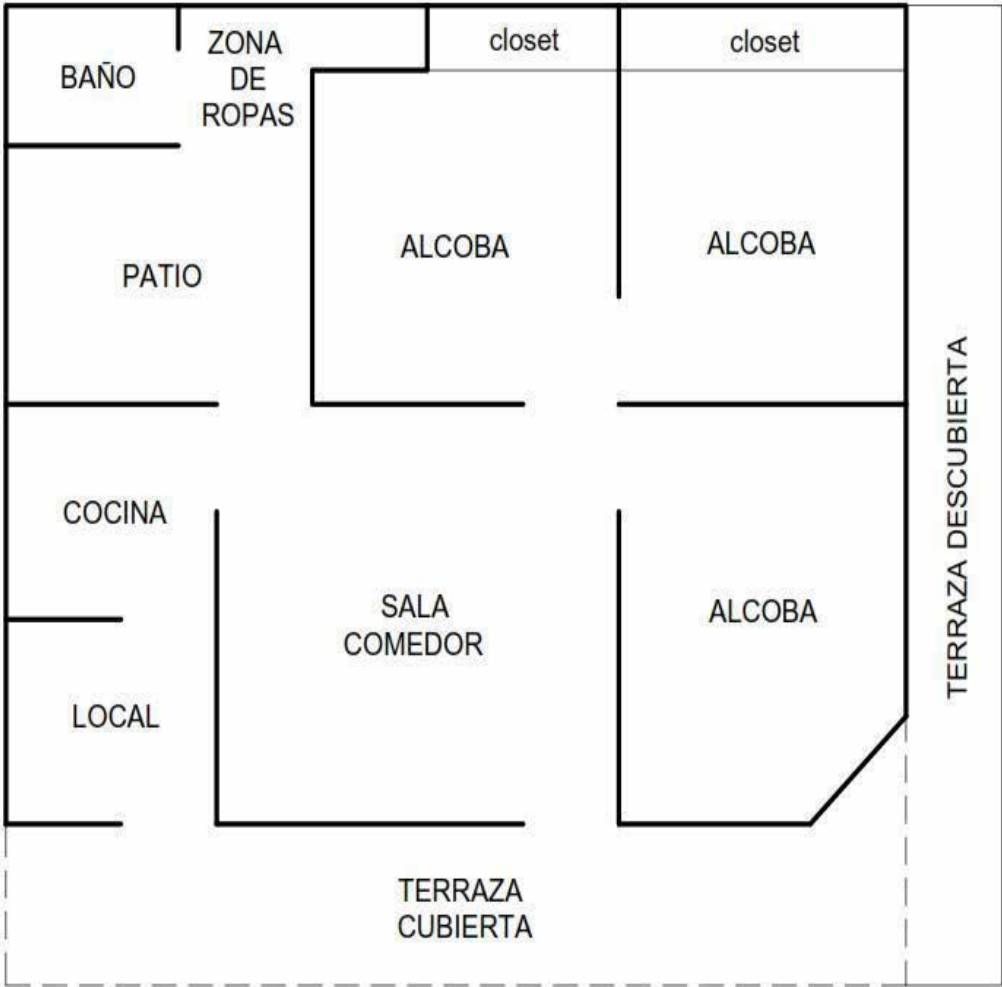 BAÑO
ZONA
DE
ROPAS
closet
closet
PATIO
ALCOBA
ALCOBA
TERRAZA DESCUBIERTA
COCINA
SALA
COMEDOR
ALCOBA
LOCAL
TERRAZA
CUBIERTA